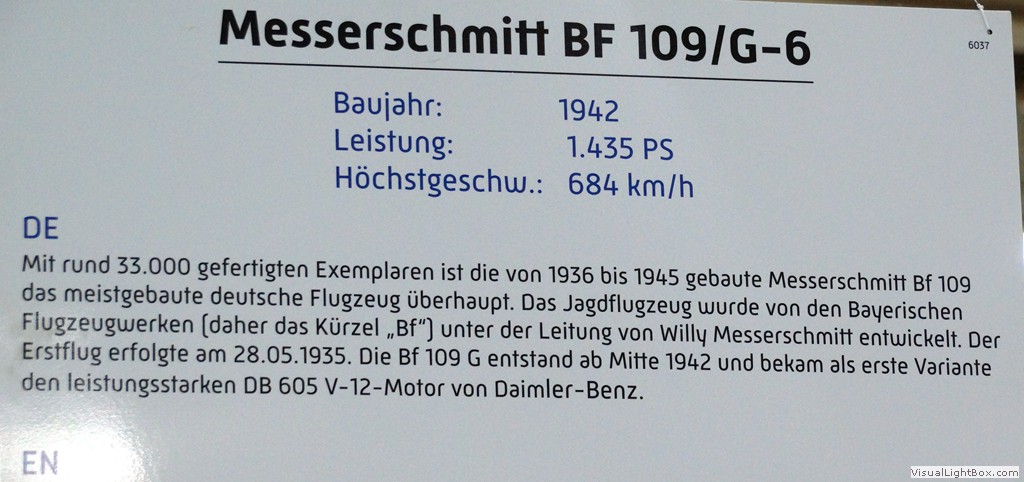 Messerschmitt BF 109/G-6
6037
Baujahr: 1942
Leistung: 1.435 PS
Höchstgeschw.: 684 km/h
DE
Mit rund 33.000 gefertigten Exemplaren ist die von 1936 bis 1945 gebaute Messerschmitt Bf 109
das meistgebaute deutsche Flugzeug überhaupt. Das Jagdflugzeug wurde von den Bayerischen
Flugzeugwerken (daher das Kürzel „Bf“) unter der Leitung von Willy Messerschmitt entwickelt. Der
Erstflug erfolgte am 28.05.1935. Die Bf 109 G entstand ab Mitte 1942 und bekam als erste Variante
den leistungsstarken DB 605 V-12-Motor von Daimler-Benz.
EN
VisualLightBox.com